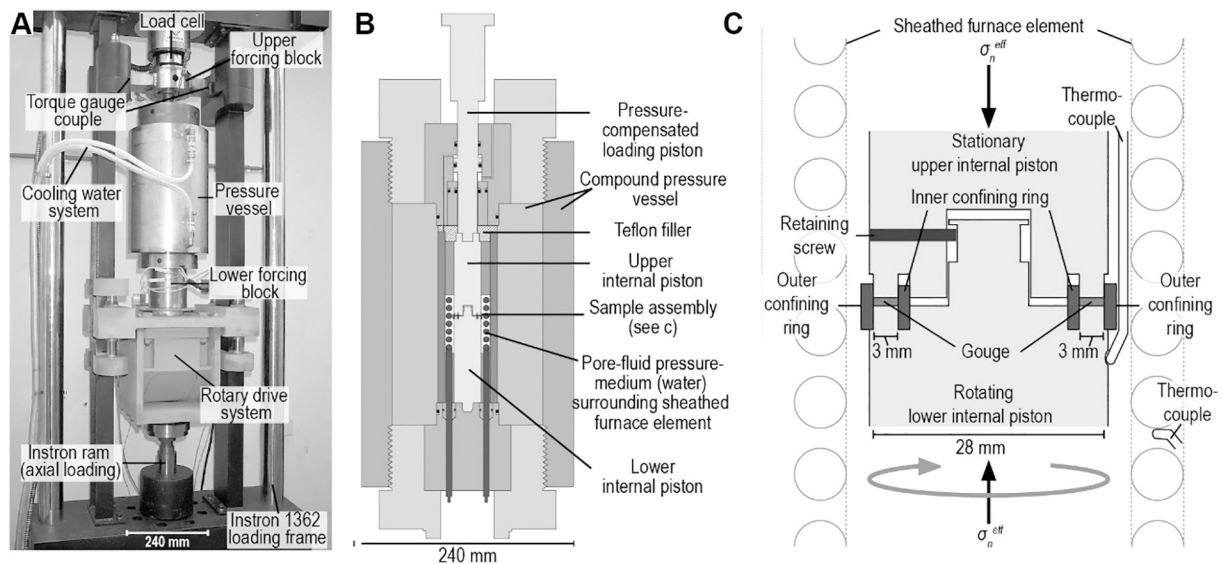 A
Load cell
Upper
forcing block
Torque gauge
couple
Cooling water
system
Pressure
vessel
Lower forcing
block
Rotary drive
system
Instron ram
(axial loading)
Instron 1362
loading frame
240 mm
B
Pressure-
compensated
loading piston
Compound pressure
vessel
Teflon filler
Upper
internal piston
Sample assembly
(see c)
Pore-fluid pressure-
medium (water)
surrounding sheathed
furnace element
Lower
internal piston
240 mm
C
Sheathed furnace element
σₙᵉᶠᶠ
Thermo-
couple
Stationary
upper internal piston
Inner confining ring
Retaining
screw
Outer
confining
ring
Outer
confining
ring
3 mm
Gouge
3 mm
Rotating
lower internal piston
Thermo-
couple
28 mm
σₙᵉᶠᶠ